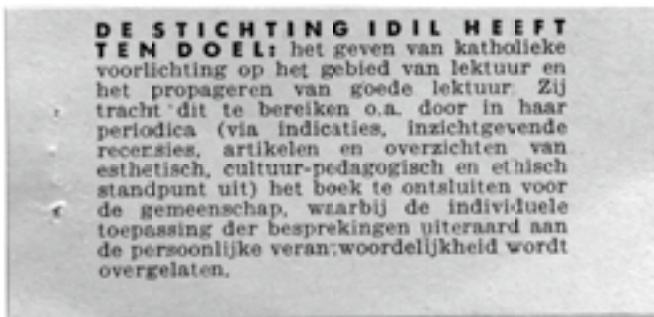 DE STICHTING IDIL HEEFT
TEN DOEL: het geven van katholieke
voorlichting op het gebied van lektuur en
het propageren van goede lektuur. Zij
tracht dit te bereiken o.a. door in haar
periodica (via indicaties, inzichtgevende
recensies, artikelen en overzichten van
esthetisch, cultuur-pedagogisch en ethisch
standpunt uit) het boek te ontsluiten voor
de gemeenschap, waarbij de individuele
toepassing der besprekingen uiteraard aan
de persoonlijke verantwoordelijkheid wordt
overgelaten.